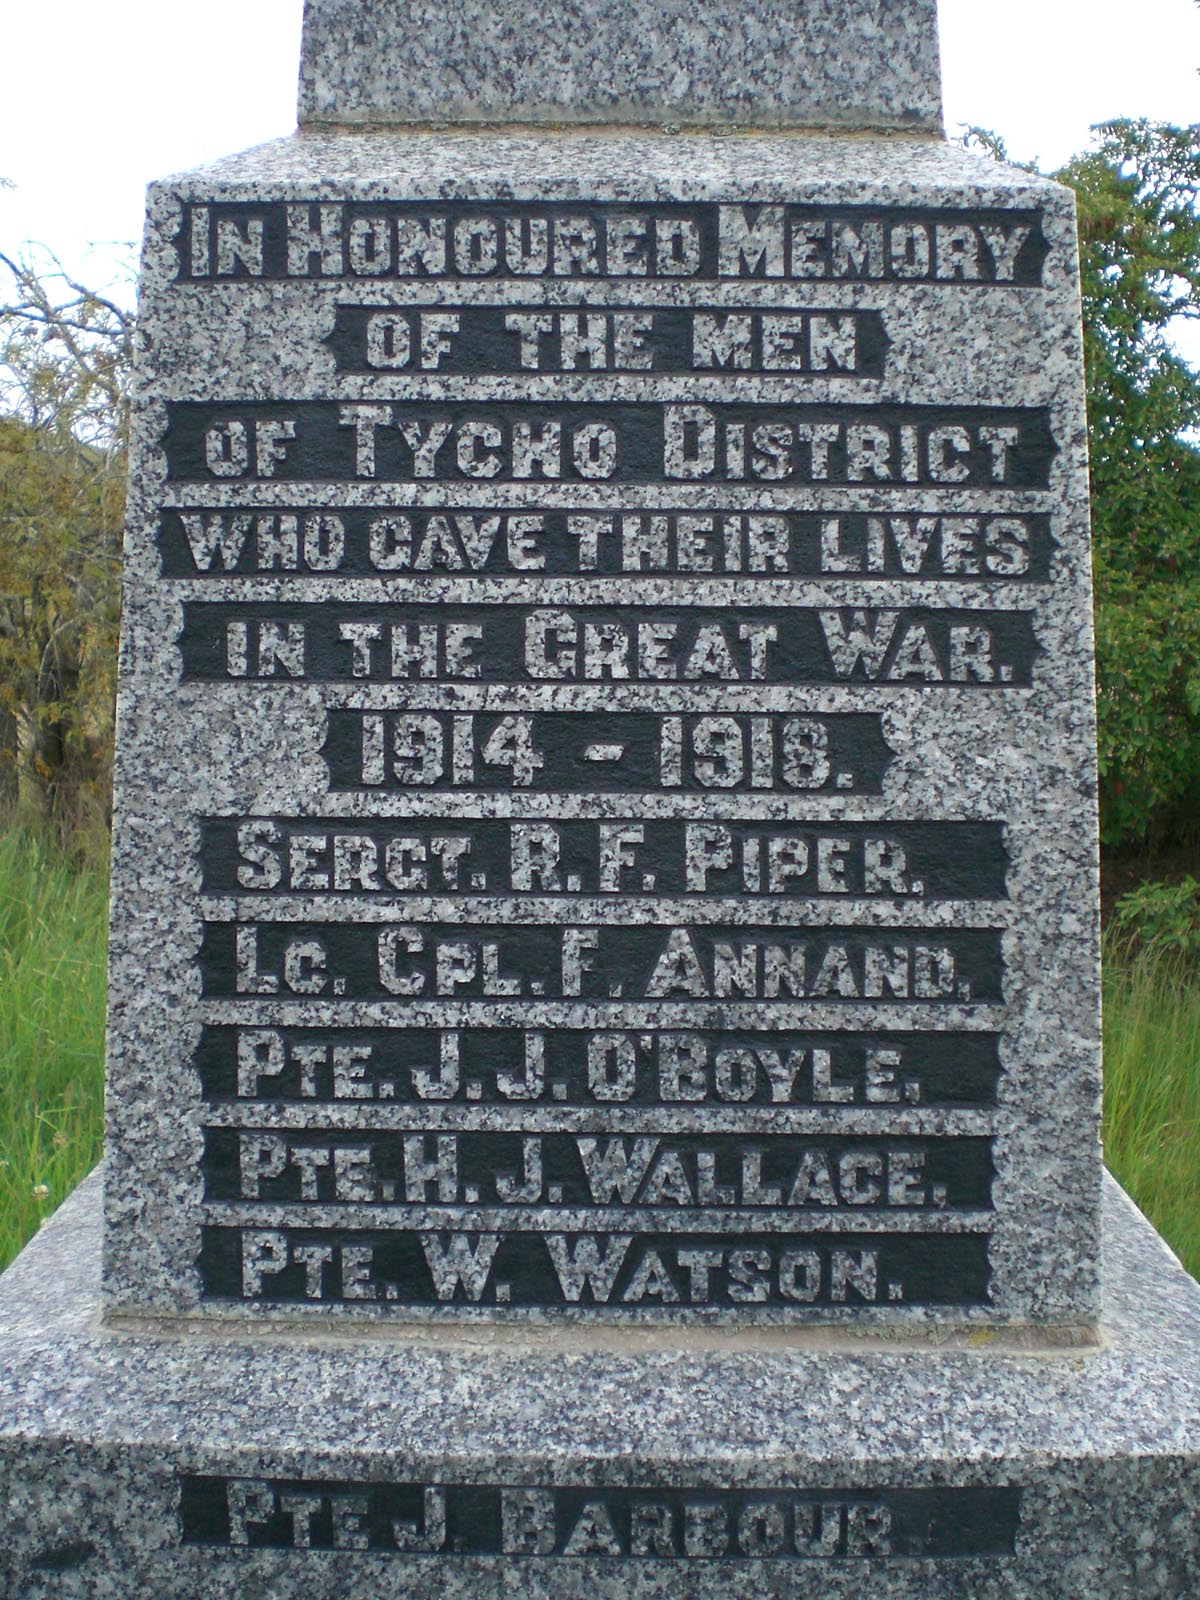 IN HONOURED MEMORY
OF THE MEN
OF TYCHO DISTRICT
WHO GAVE THEIR LIVES
IN THE GREAT WAR.
1914 - 1918.
SERGT. R. F. PIPER.
LC. CPL. F. ANNAND.
PTE. J. J. O'BOYLE.
PTE. H. J. WALLACE.
PTE. W. WATSON.
PTE J BARBOUR